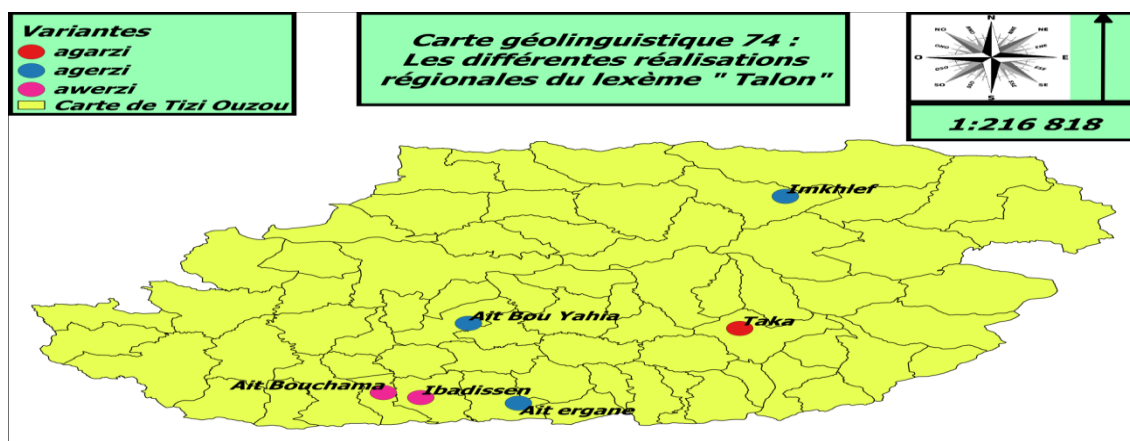 Variantes
agarzi
agerzi
awerzi
Carte de Tizi Ouzou
Carte géolinguistique 74 :
Les différentes réalisations
régionales du lexème " Talon"
N
NO
NE
O
E
SO
SE
S
1:216 818
Imkhlef
Ait Bou Yahia
Taka
Ait Bouchama
Ibadissen
Ait ergane